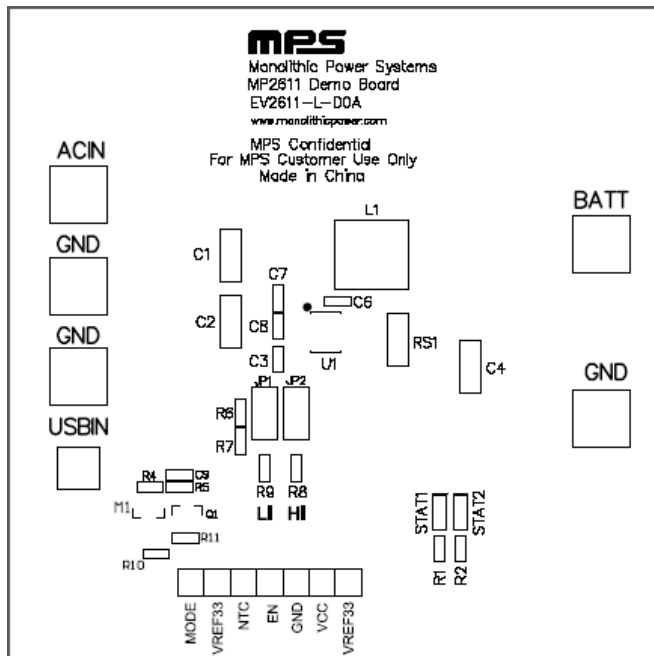 MPS
Monolithic Power Systems
MP2611 Demo Board
EV2611-L-D0A
www.monolithicpower.com
MPS Confidential
For MPS Customer Use Only
Made in China
ACIN
BATT
L1
GND
C1
C7
C6
C2
C8
RS1
GND
C3
U1
C4
JP1 JP2
GND
USBIN
R6
R7
R4 C9
R5
R9 R8
STAT1 STAT2
M1 Q1
LI HI
R11
R10
R1 R2
MODE
VREF33
NTC
EN
GND
VCC
VREF33